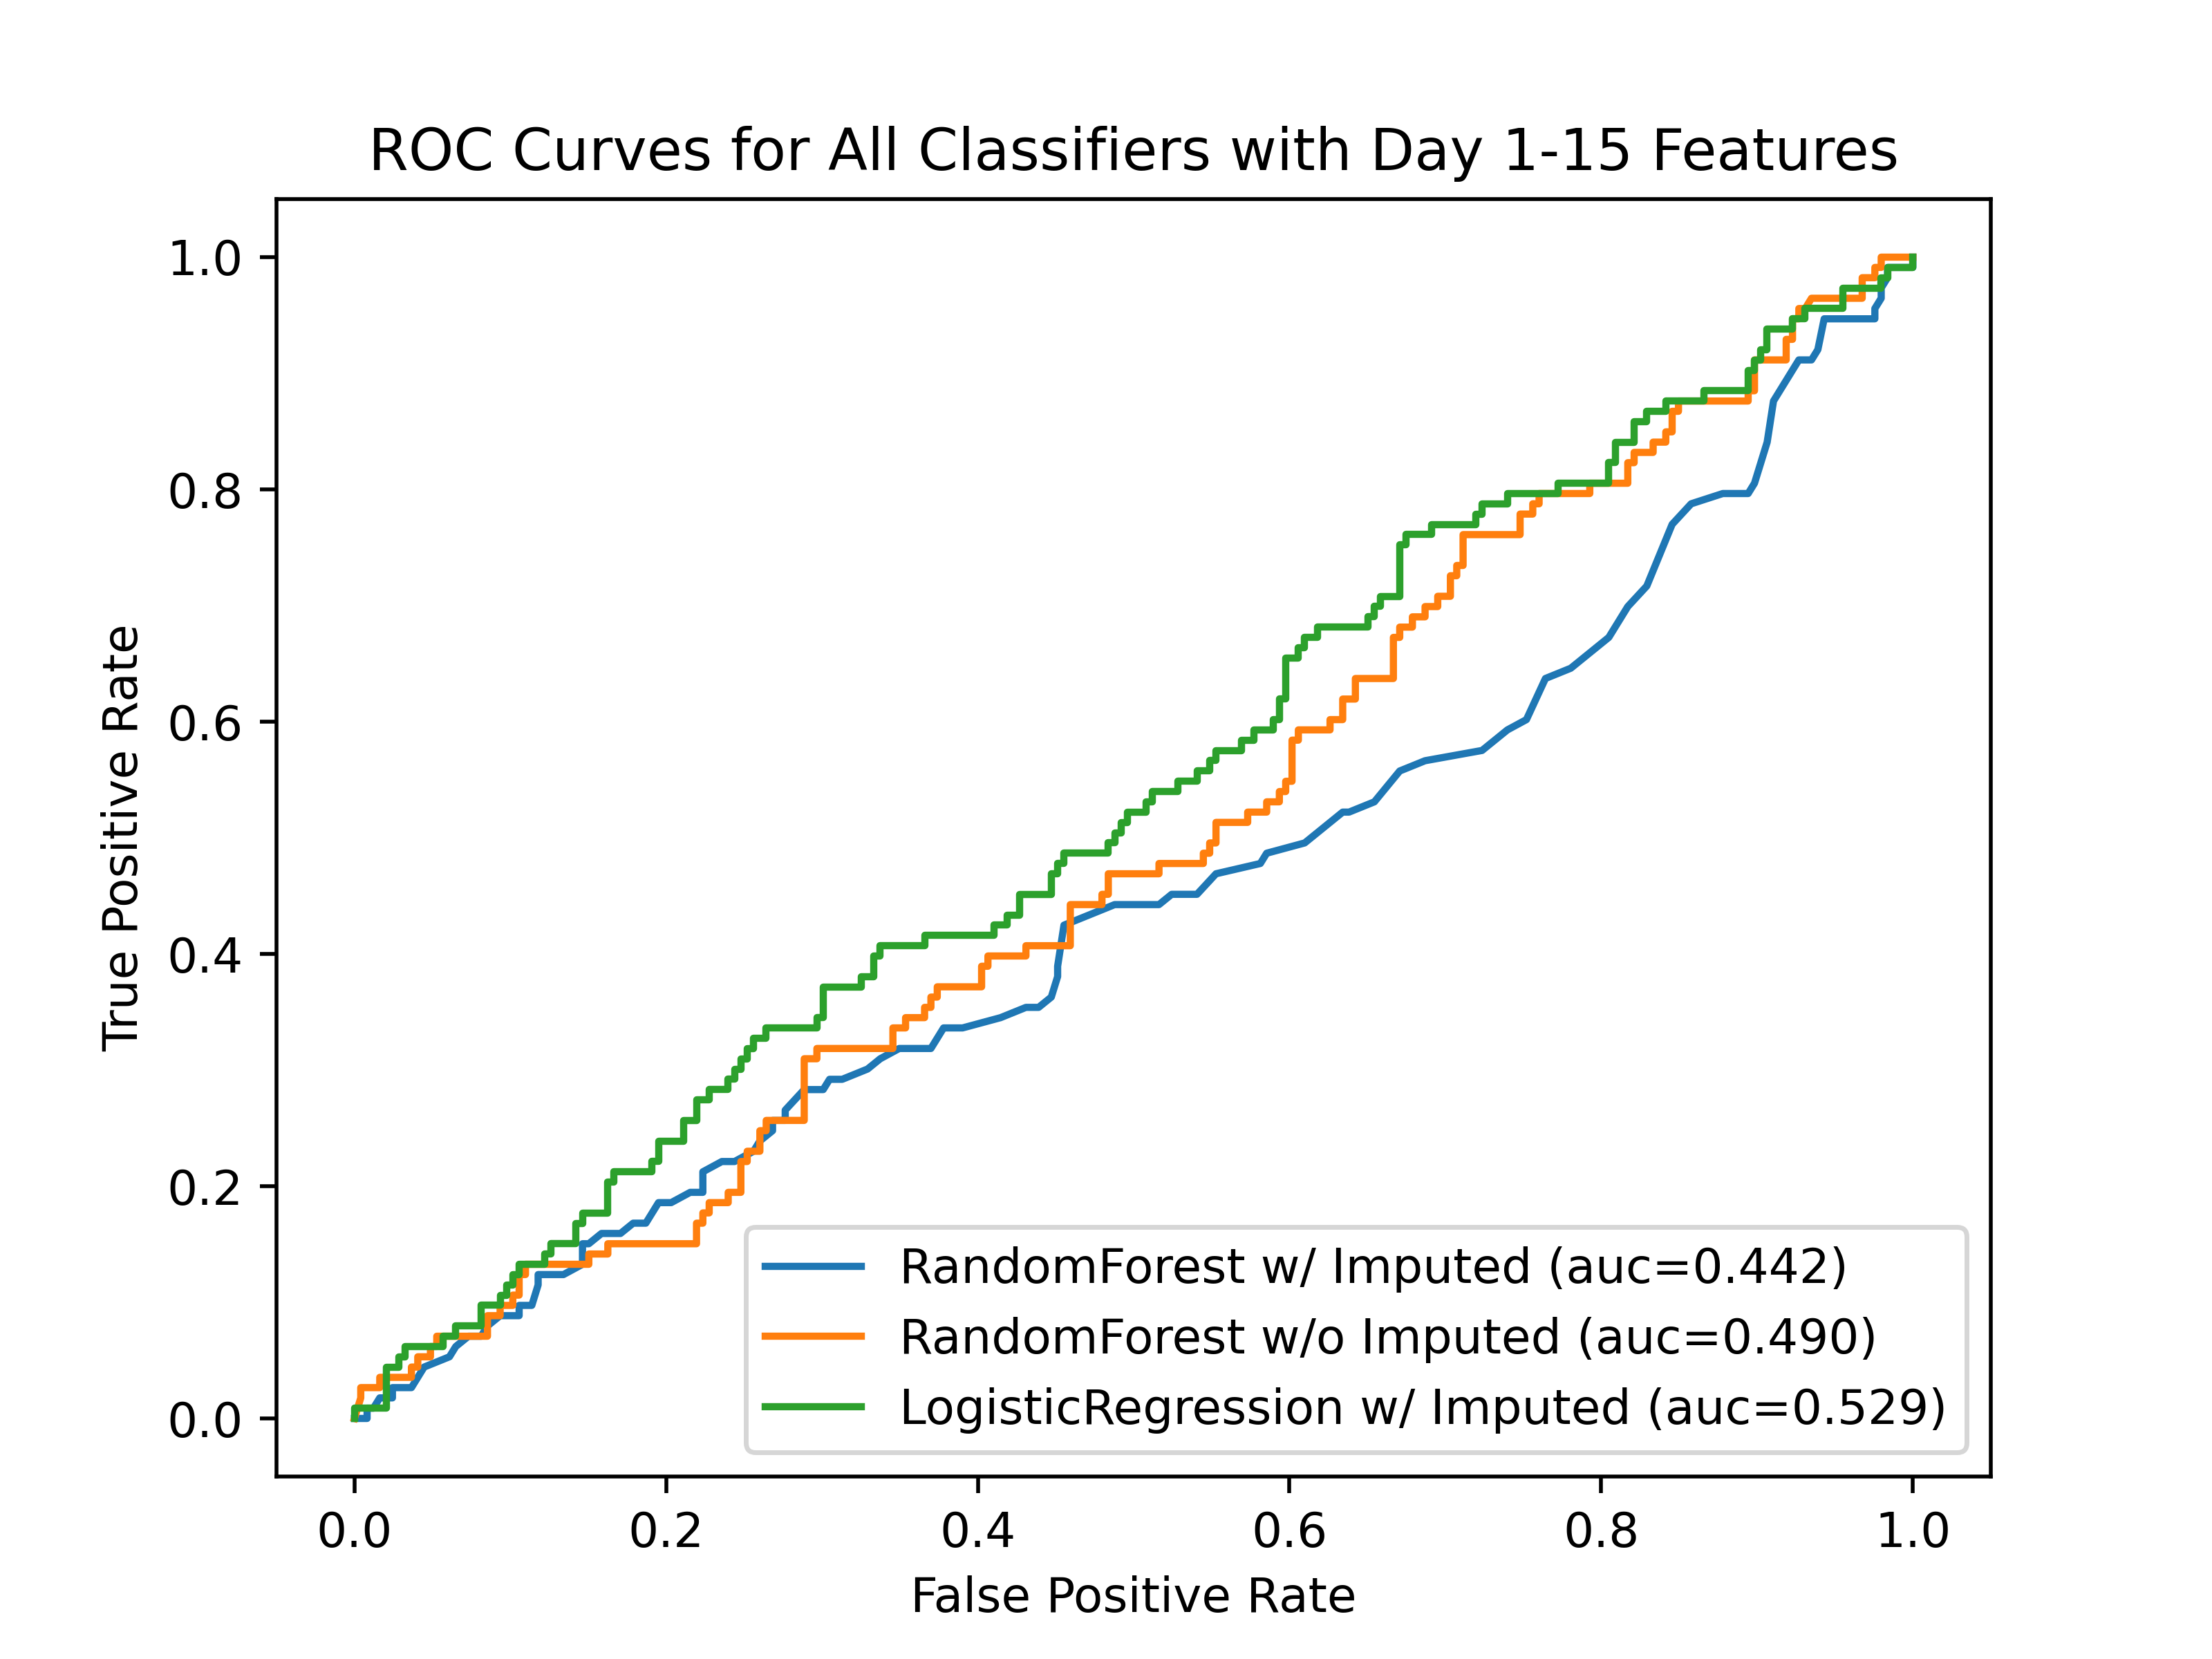 ROC Curves for All Classifiers with Day 1-15 Features
1.0
0.8
0.6
0.4
0.2
0.0
True Positive Rate
RandomForest w/ Imputed (auc=0.442)
RandomForest w/o Imputed (auc=0.490)
LogisticRegression w/ Imputed (auc=0.529)
0.0 0.2 0.4 0.6 0.8 1.0
False Positive Rate